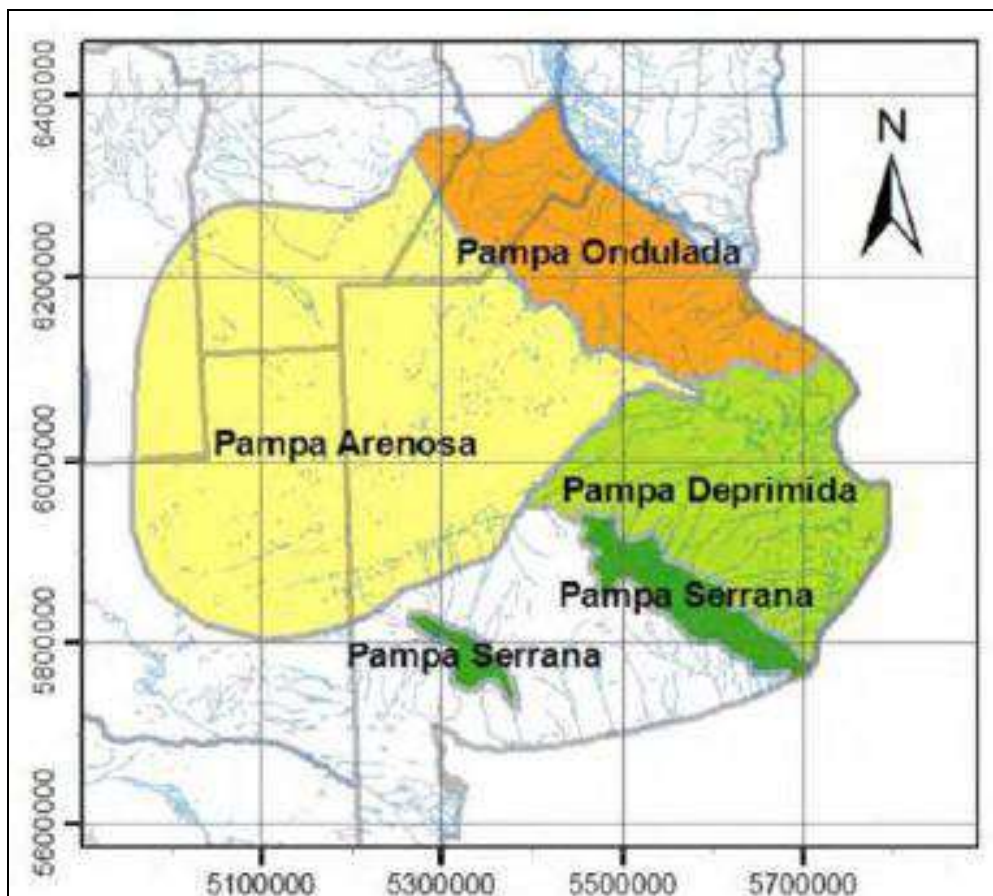 N
6400000
6200000
6000000
5800000
5600000
Pampa Ondulada
Pampa Arenosa
Pampa Deprimida
Pampa Serrana
Pampa Serrana
5100000
5300000
5500000
5700000